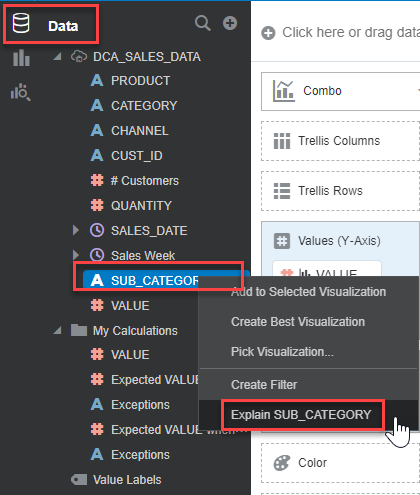 Data
DCA_SALES_DATA
A PRODUCT
A CATEGORY
A CHANNEL
A CUST_ID
# Customers
QUANTITY
SALES_DATE
Sales Week
A SUB_CATEGOR
VALUE
My Calculations
VALUE
Expected VALUE
A Exceptions
Expected VALUE
A Exceptions
Value Labels
Click here or drag data
Combo
Trellis Columns
Trellis Rows
Values (Y-Axis)
VALUE
Add to Selected Visualization
Create Best Visualization
Pick Visualization...
Create Filter
Explain SUB_CATEGORY
Color